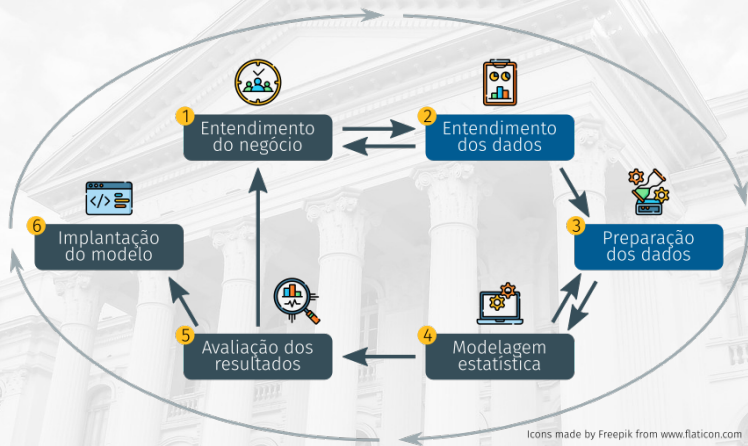 1
Entendimento
do negócio
2
Entendimento
dos dados
3
Preparação
dos dados
4
Modelagem
estatística
5
Avaliação dos
resultados
6
Implantação
do modelo
</>
Icons made by Freepik from www.flaticon.com